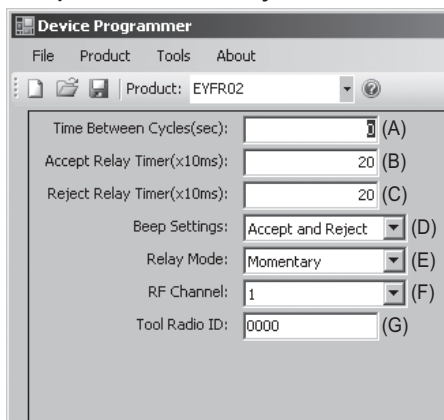 Device Programmer
File Product Tools About
Product: EYFR02
Time Between Cycles(sec): 0 (A)
Accept Relay Timer(x10ms): 20 (B)
Reject Relay Timer(x10ms): 20 (C)
Beep Settings: Accept and Reject (D)
Relay Mode: Momentary (E)
RF Channel: 1 (F)
Tool Radio ID: 0000 (G)